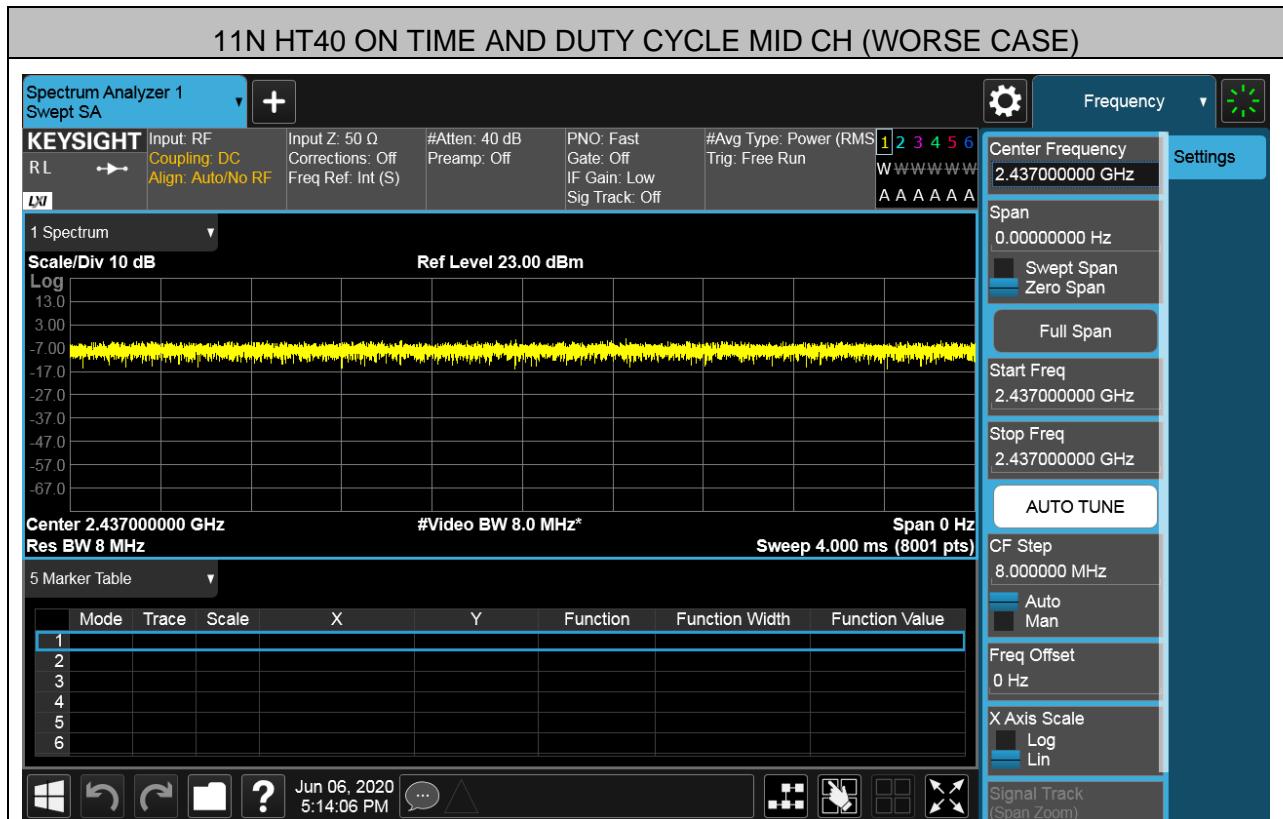 11N HT40 ON TIME AND DUTY CYCLE MID CH (WORSE CASE)
Spectrum Analyzer 1
Swept SA
Frequency
KEYSIGHT
RL
LXI
Input: RF
Coupling: DC
Align: Auto/No RF
Input Z: 50 Ω
Corrections: Off
Freq Ref: Int (S)
#Atten: 40 dB
Preamp: Off
PNO: Fast
Gate: Off
IF Gain: Low
Sig Track: Off
#Avg Type: Power (RMS
Trig: Free Run
1 2 3 4 5 6
W W W W W W
A A A A A A
1 Spectrum
Scale/Div 10 dB
Ref Level 23.00 dBm
Log
13.0
3.00
-7.00
-17.0
-27.0
-37.0
-47.0
-57.0
-67.0
Center 2.437000000 GHz
#Video BW 8.0 MHz*
Span 0 Hz
Res BW 8 MHz
Sweep 4.000 ms (8001 pts)
5 Marker Table
Mode Trace Scale X Y Function Function Width Function Value
1
2
3
4
5
6
Jun 06, 2020
5:14:06 PM
Center Frequency
2.437000000 GHz
Settings
Span
0.00000000 Hz
Swept Span
Zero Span
Full Span
Start Freq
2.437000000 GHz
Stop Freq
2.437000000 GHz
AUTO TUNE
CF Step
8.000000 MHz
Auto
Man
Freq Offset
0 Hz
X Axis Scale
Log
Lin
Signal Track
(Span Zoom)